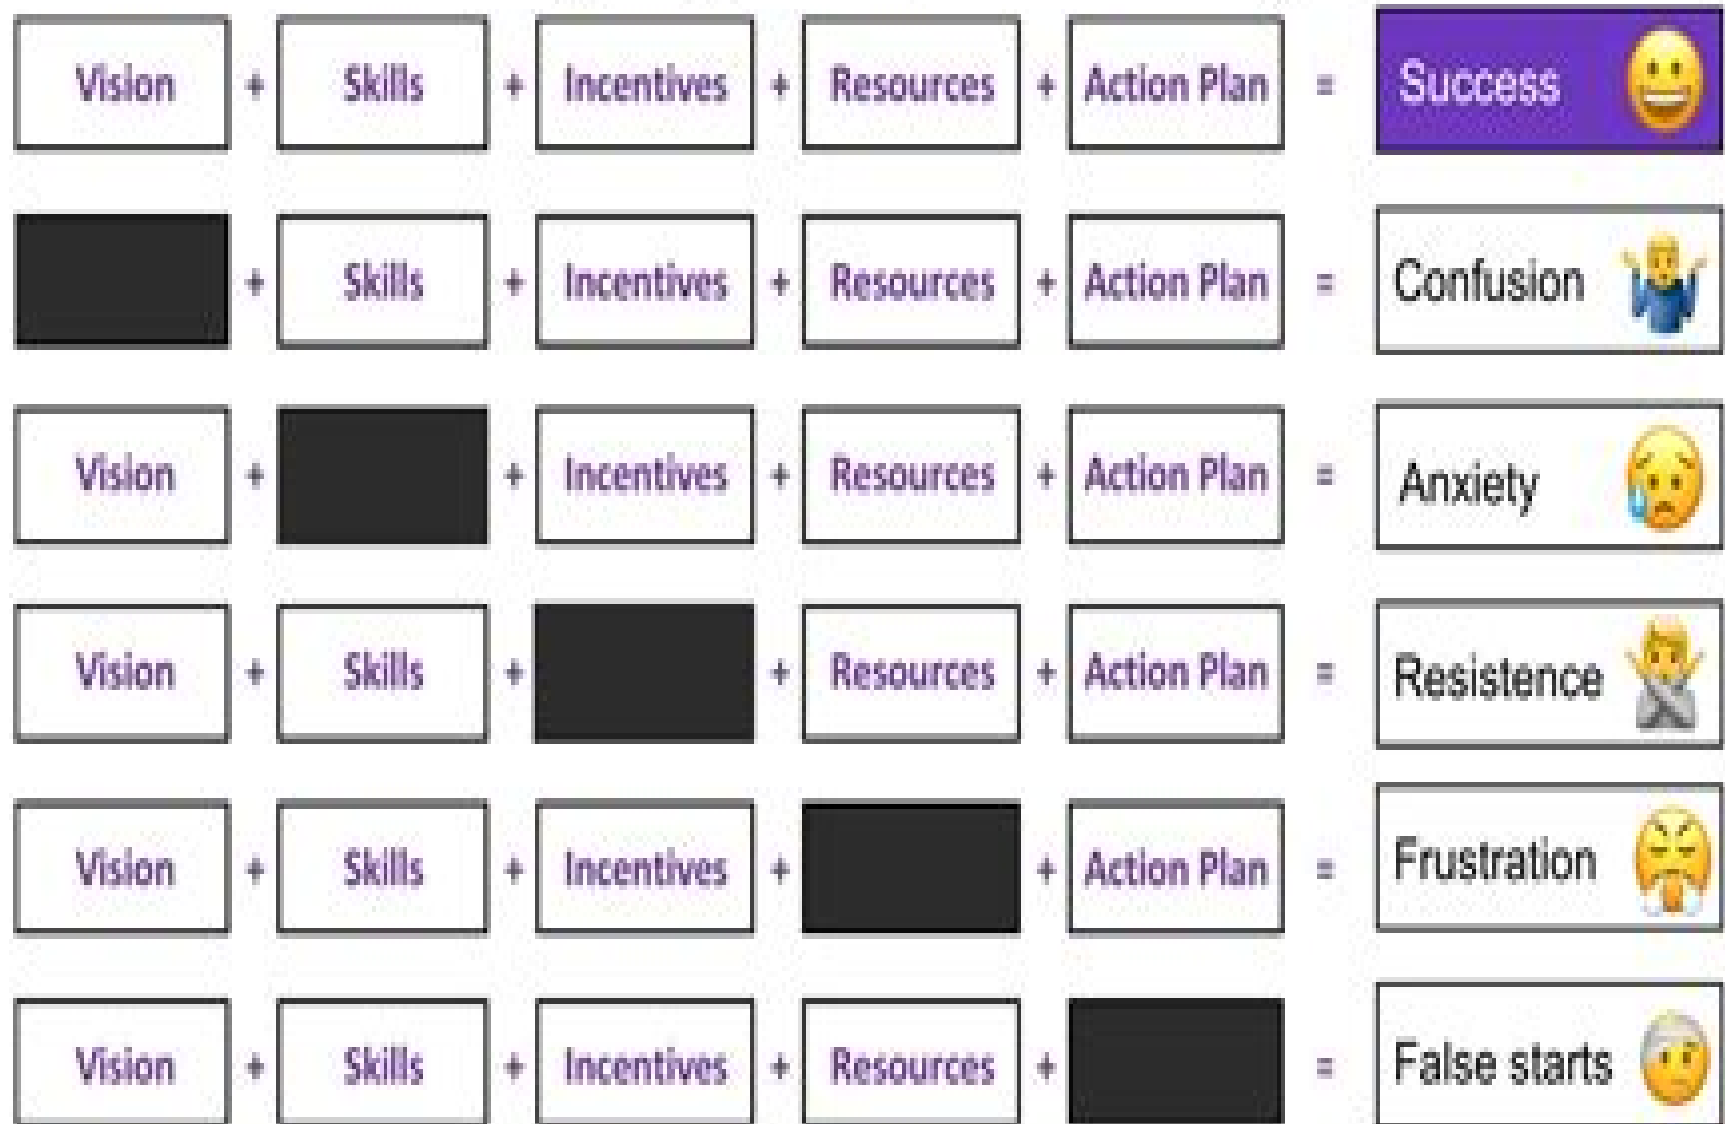 Vision + Skills + Incentives + Resources + Action Plan = Success
+ Skills + Incentives + Resources + Action Plan = Confusion
Vision + + Incentives + Resources + Action Plan = Anxiety
Vision + Skills + + Resources + Action Plan = Resistence
Vision + Skills + Incentives + + Action Plan = Frustration
Vision + Skills + Incentives + Resources + = False starts